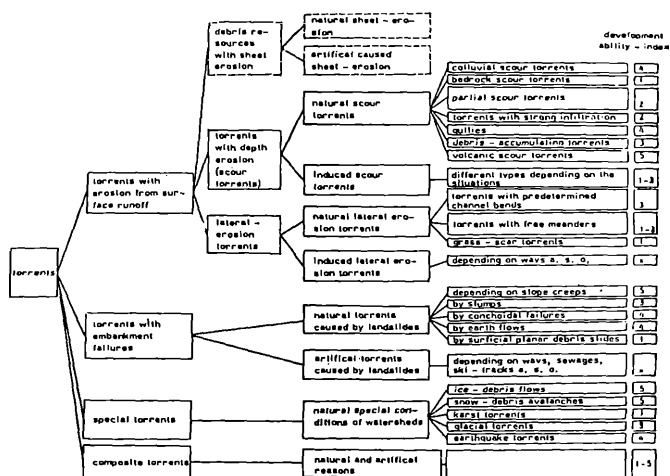 development
ability - index
debris re-
sources
with sheet
erosion
natural sheet - ero-
sion
artifical caused
sheet - erosion
torrents
with depth
erosion
(scour
torrents)
natural scour
torrents
colluvial scour torrents 4
bedrock scour torrents 1
partial scour torrents 2
torrents with strong infiltration 2
gullies 4
debris - accumulating torrents 3
volcanic scour torrents 5
induced scour
torrents
different types depending on the
situations 1-3
torrents with
erosion from sur-
face runoff
lateral -
erosion
torrents
natural lateral ero-
sion torrents
torrents with predetermined
channel bends 3
torrents with free meanders 1-3
grass - scar torrents 1
induced lateral ero-
sion torrents
depending on ways a. s. o.
torrents
torrents with
embankment
failures
natural torrents
caused by landslides
depending on slope creeps 5
by slumps 3
by conchoidal failures 4
by earth flows 4
by surficial planar debris slides 1
artifical torrents
caused by landslides
depending on ways, sewages,
ski - tracks a. s. o.
special torrents
natural special con-
ditions of watersheds
ice - debris flows 5
snow - debris avalanches 5
karst torrents 1
glacial torrents 3
earthquake torrents 4
composite torrents
natural and artifical
reasons
1-5